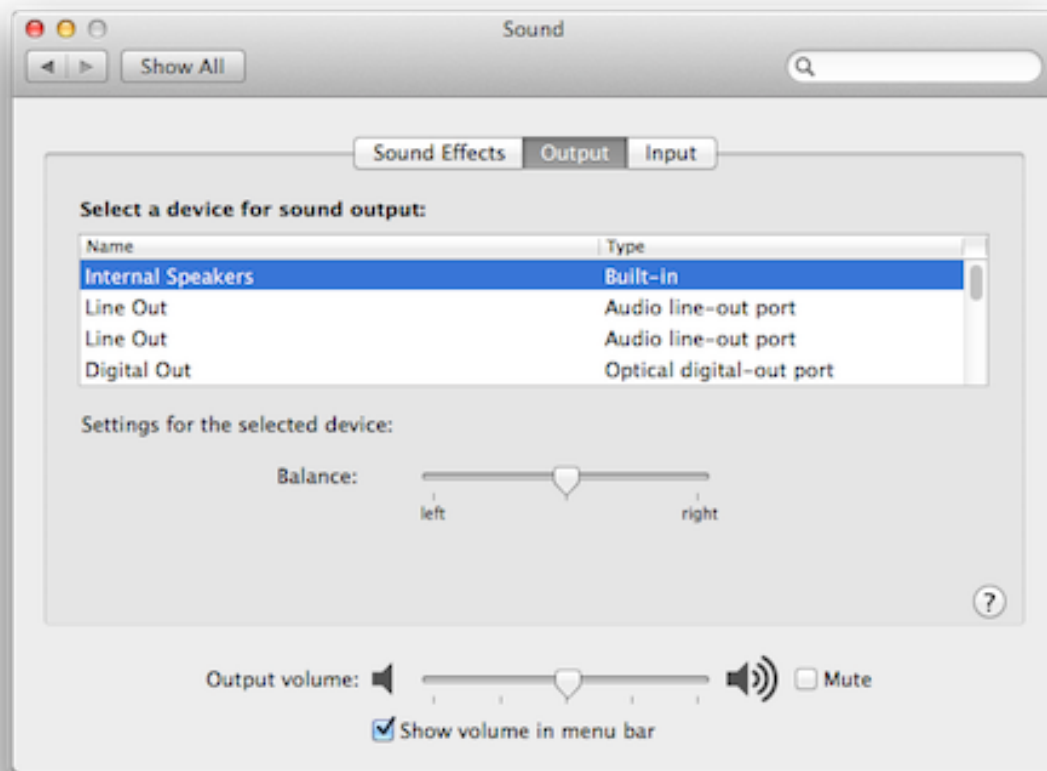 Sound
Show All
Sound Effects Output Input
Select a device for sound output:
Name Type
Internal Speakers Built-in
Line Out Audio line-out port
Line Out Audio line-out port
Digital Out Optical digital-out port
Settings for the selected device:
Balance:
left right
?
Output volume: Mute
Show volume in menu bar